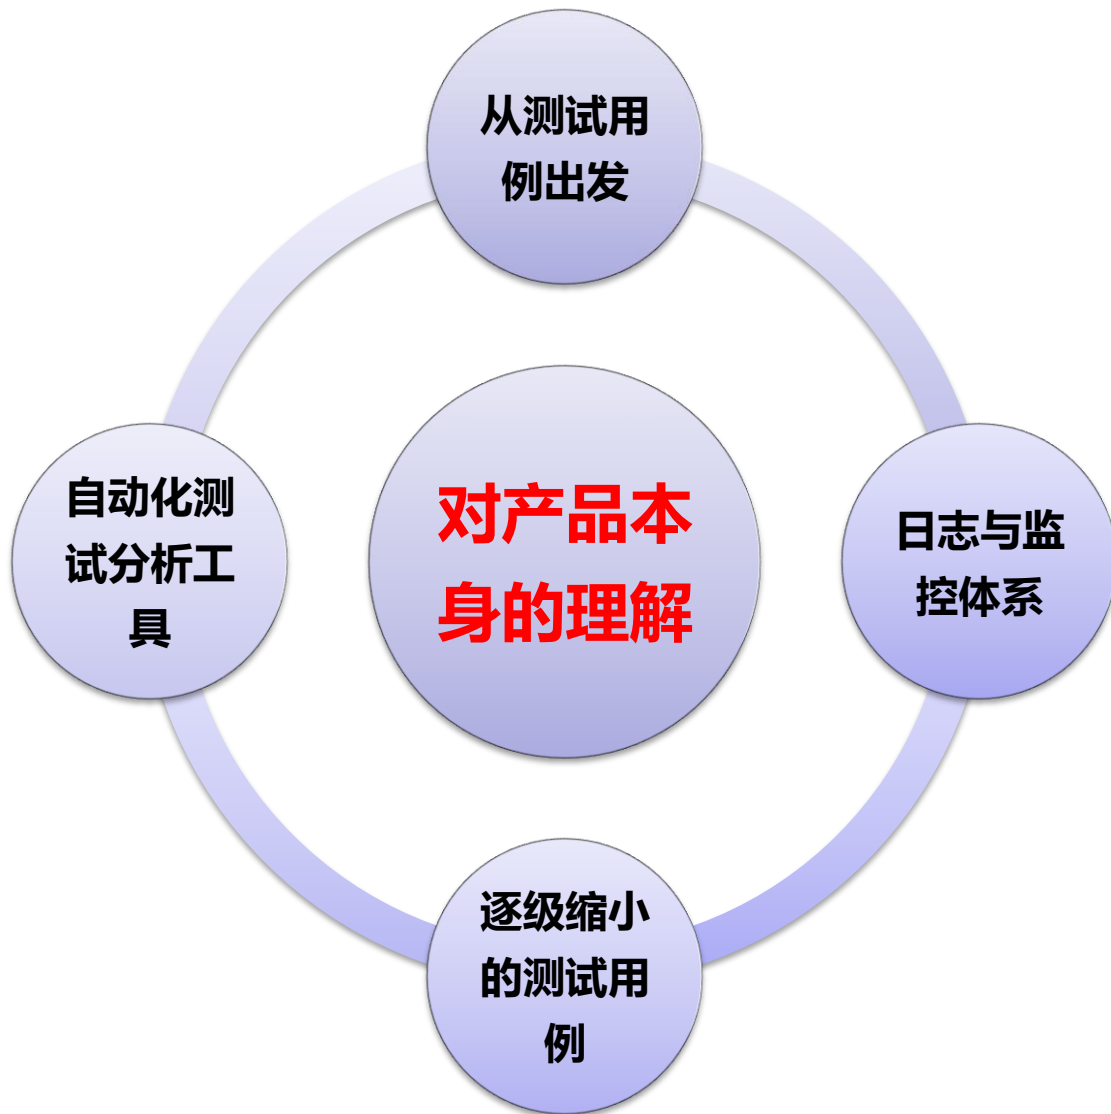 从测试用
例出发
自动化测
试分析工
具
对产品本
身的理解
日志与监
控体系
逐级缩小
的测试用
例